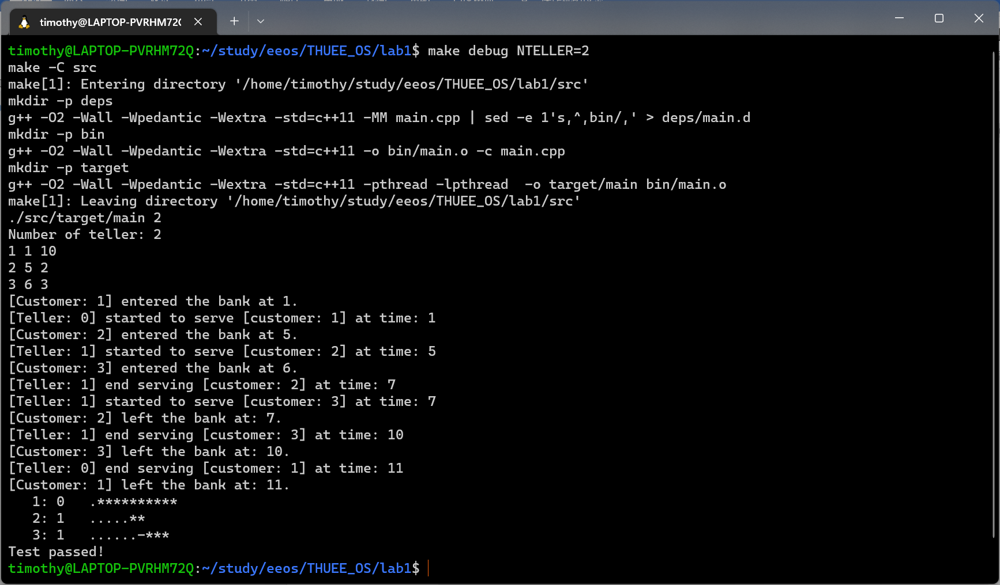 timothy@LAPTOP-PVRHM72Q
timothy@LAPTOP-PVRHM72Q:~/study/eeos/THUEE_OS/lab1$ make debug NTELLER=2
make -C src
make[1]: Entering directory '/home/timothy/study/eeos/THUEE_OS/lab1/src'
mkdir -p deps
g++ -O2 -Wall -Wpedantic -Wextra -std=c++11 -MM main.cpp | sed -e 1's,^,bin/,' > deps/main.d
mkdir -p bin
g++ -O2 -Wall -Wpedantic -Wextra -std=c++11 -o bin/main.o -c main.cpp
mkdir -p target
g++ -O2 -Wall -Wpedantic -Wextra -std=c++11 -pthread -lpthread  -o target/main bin/main.o
make[1]: Leaving directory '/home/timothy/study/eeos/THUEE_OS/lab1/src'
./src/target/main 2
Number of teller: 2
1 1 10
2 5 2
3 6 3
[Customer: 1] entered the bank at 1.
[Teller: 0] started to serve [customer: 1] at time: 1
[Customer: 2] entered the bank at 5.
[Teller: 1] started to serve [customer: 2] at time: 5
[Customer: 3] entered the bank at 6.
[Teller: 1] end serving [customer: 2] at time: 7
[Teller: 1] started to serve [customer: 3] at time: 7
[Customer: 2] left the bank at: 7.
[Teller: 1] end serving [customer: 3] at time: 10
[Customer: 3] left the bank at: 10.
[Teller: 0] end serving [customer: 1] at time: 11
[Customer: 1] left the bank at: 11.
   1: 0   .**********
   2: 1   .....**
   3: 1   ......-***
Test passed!
timothy@LAPTOP-PVRHM72Q:~/study/eeos/THUEE_OS/lab1$